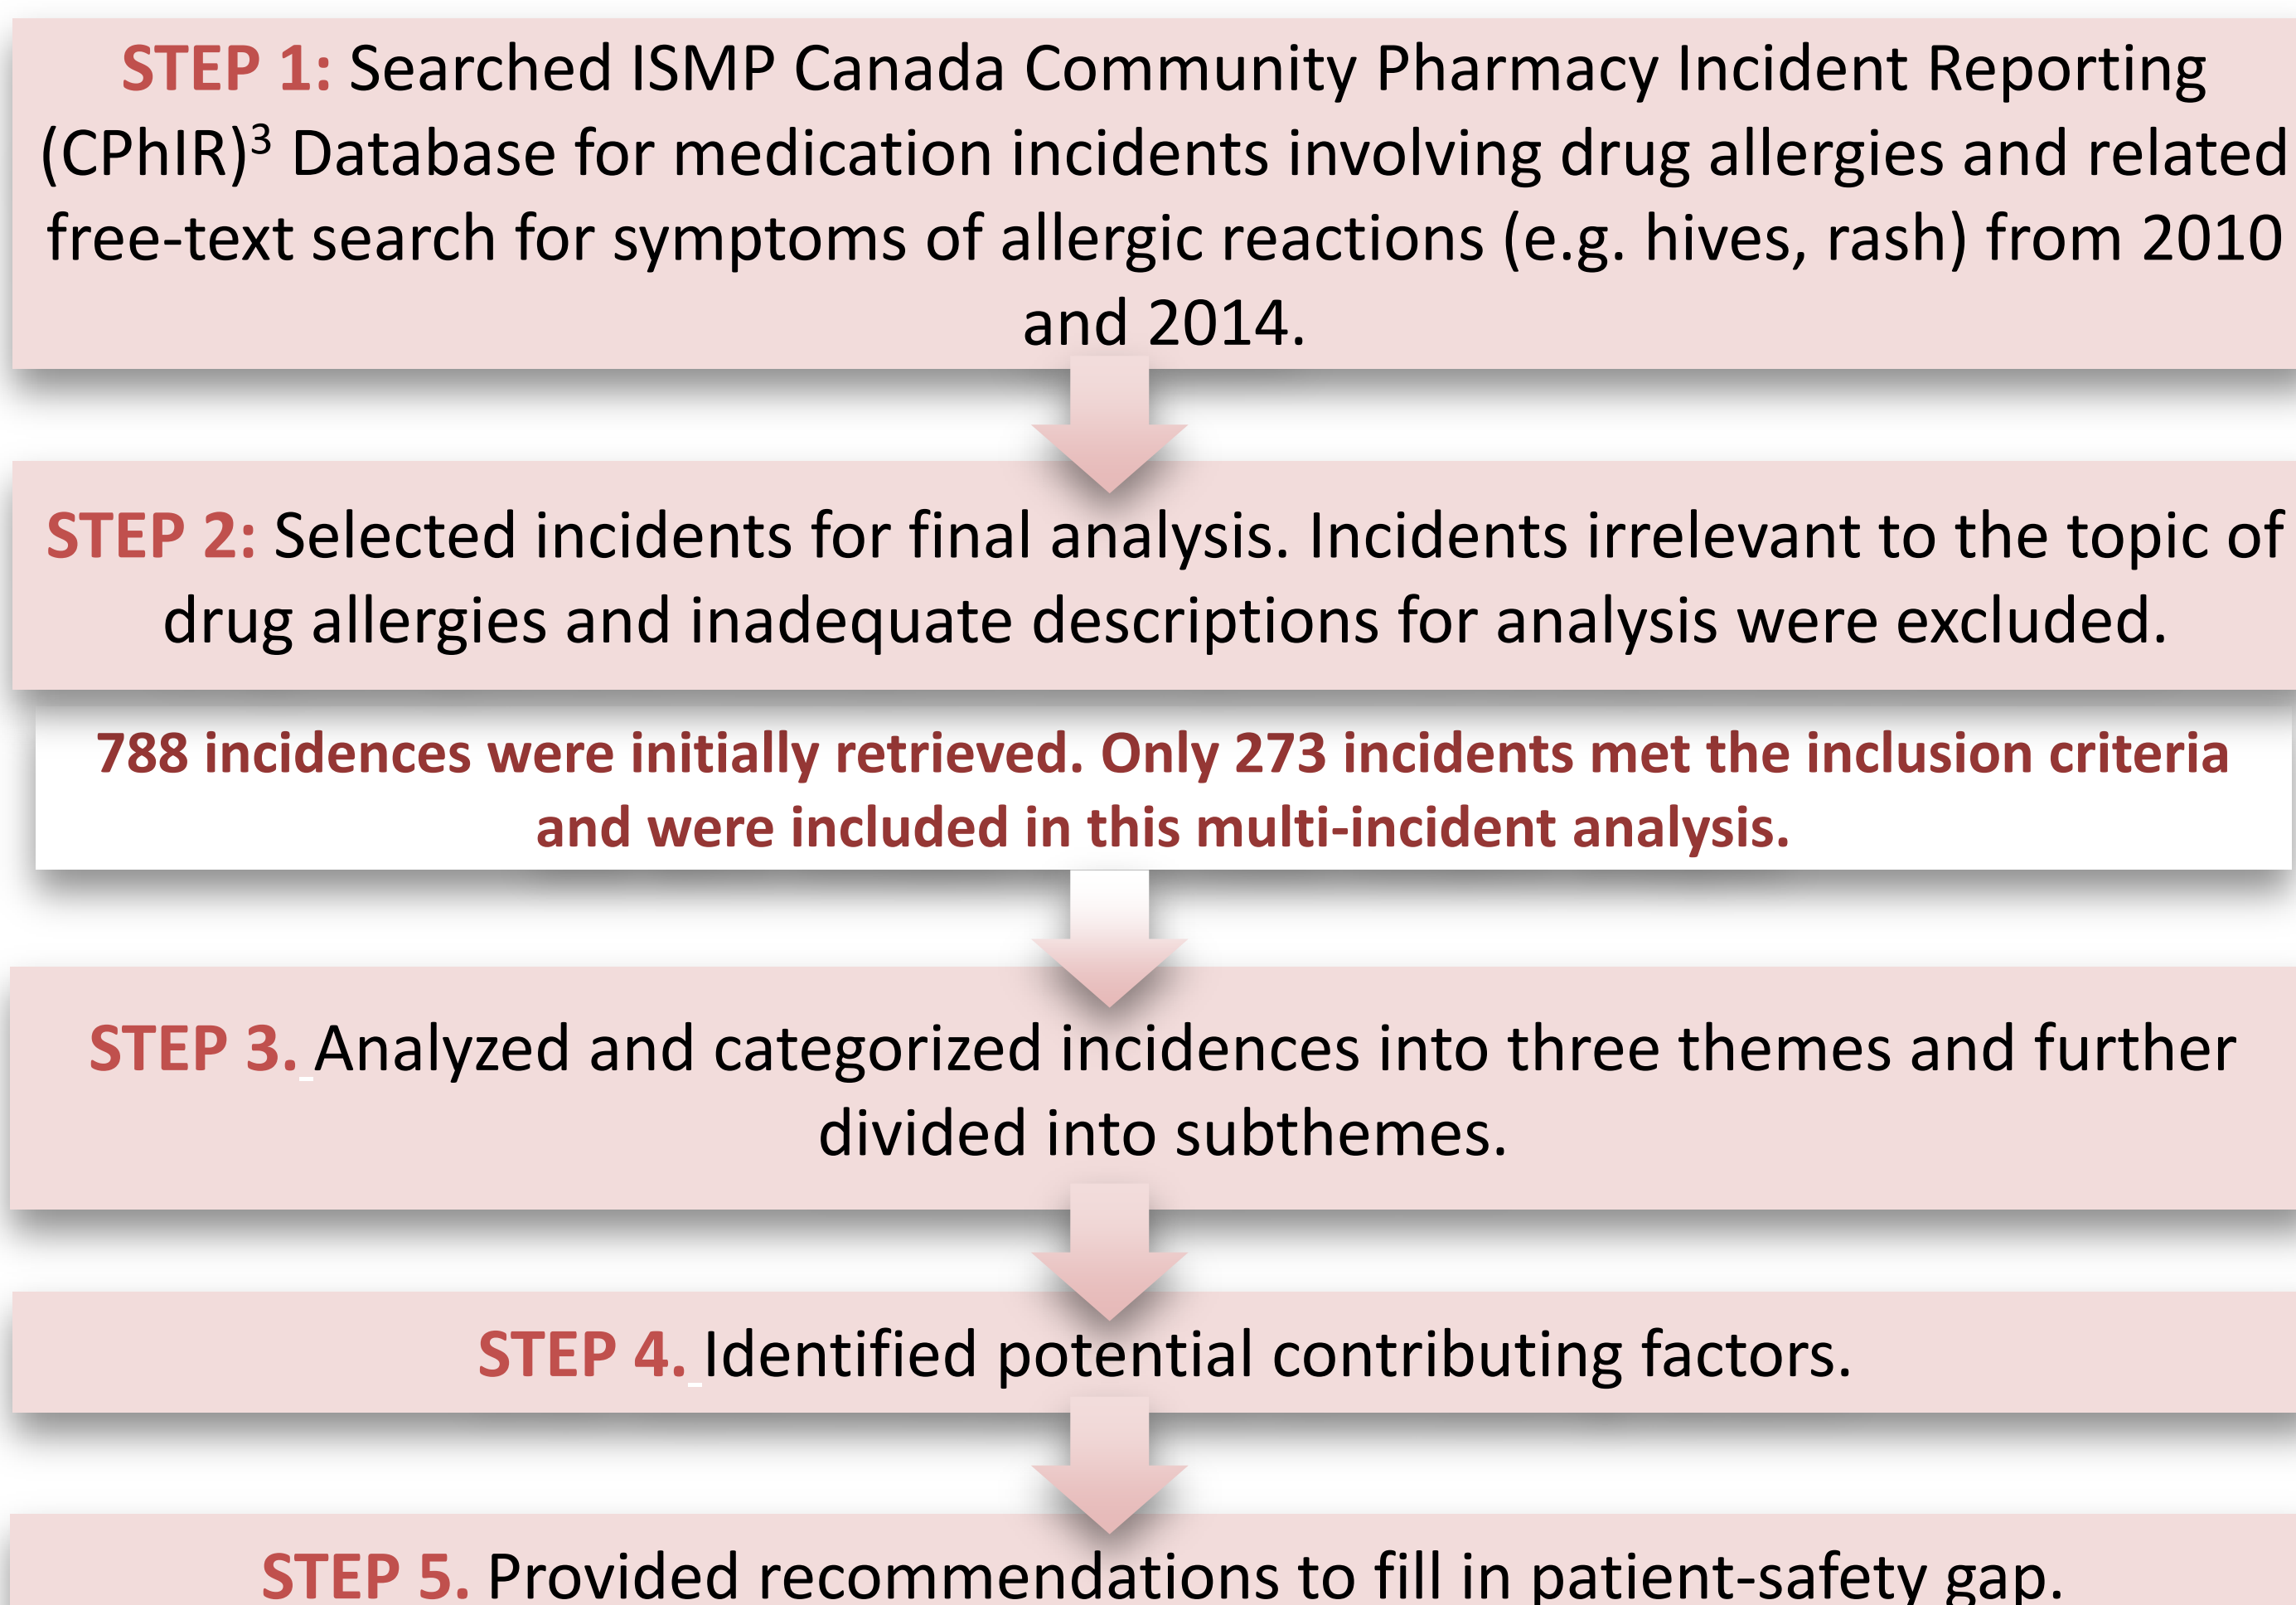 STEP 1: Searched ISMP Canada Community Pharmacy Incident Reporting
(CPhIR)³ Database for medication incidents involving drug allergies and related
free-text search for symptoms of allergic reactions (e.g. hives, rash) from 2010
and 2014.
STEP 2: Selected incidents for final analysis. Incidents irrelevant to the topic of
drug allergies and inadequate descriptions for analysis were excluded.
788 incidences were initially retrieved. Only 273 incidents met the inclusion criteria
and were included in this multi-incident analysis.
STEP 3. Analyzed and categorized incidences into three themes and further
divided into subthemes.
STEP 4. Identified potential contributing factors.
STEP 5. Provided recommendations to fill in patient-safety gap.